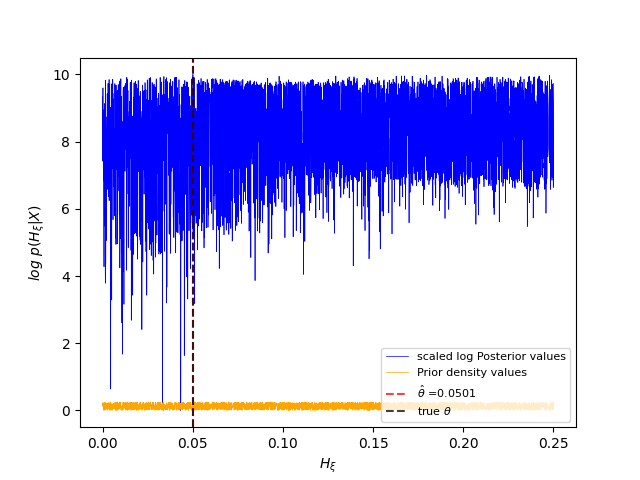 10
8
6
4
2
0
log p(H_ξ|X)
scaled log Posterior values
Prior density values
θ̂ =0.0501
true θ
0.00 0.05 0.10 0.15 0.20 0.25
H_ξ